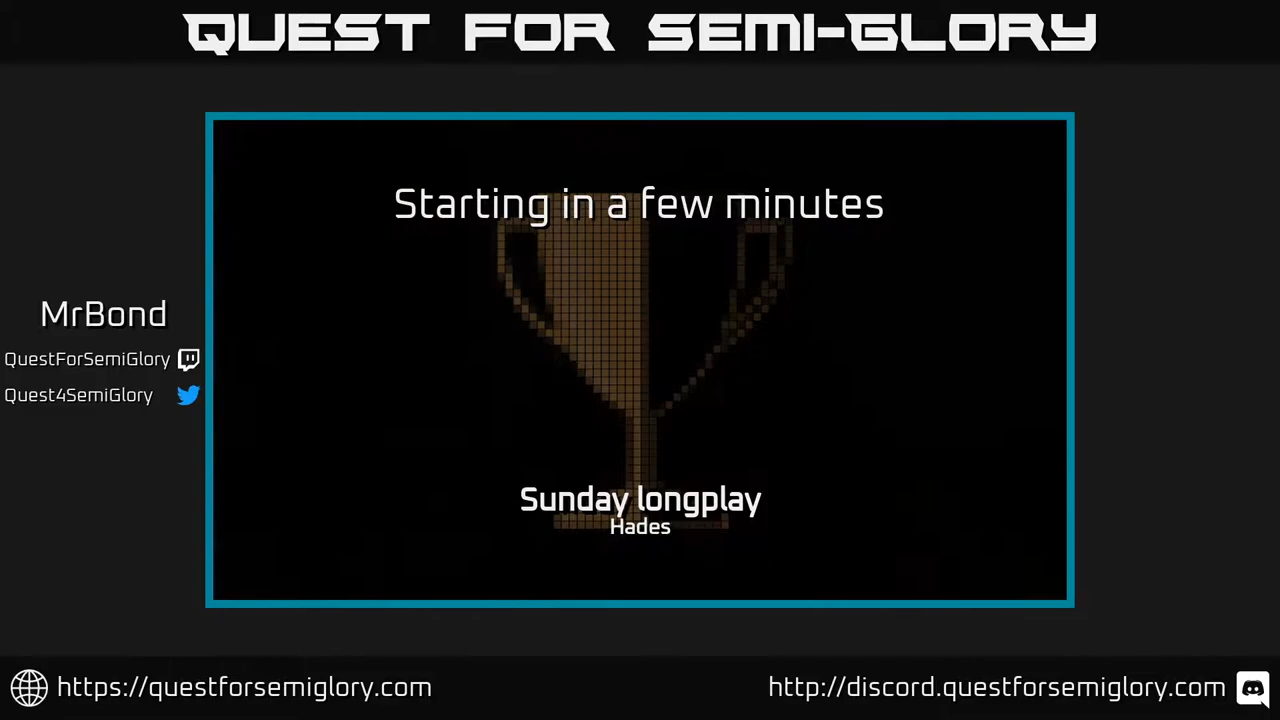 QUEST FOR SEMI-GLORY
Starting in a few minutes
MrBond
QuestForSemiGlory
Quest4SemiGlory
Sunday longplay
Hades
https://questforsemiglory.com
http://discord.questforsemiglory.com